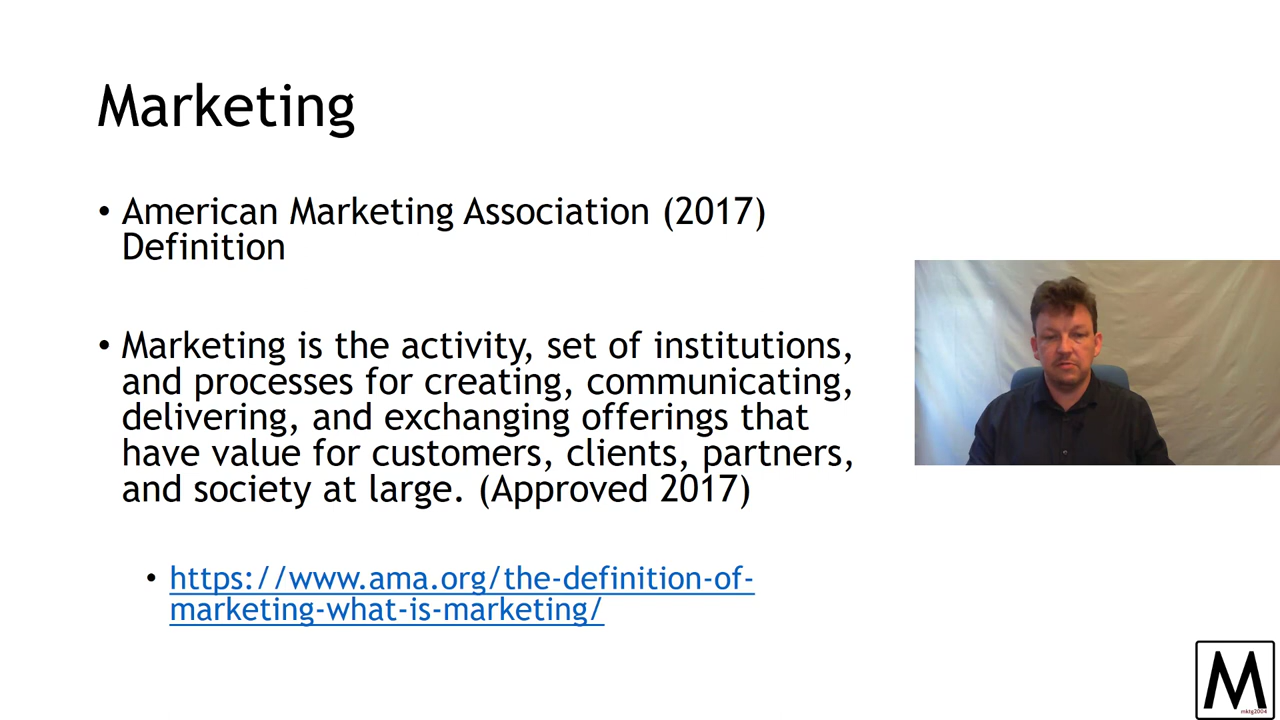 Marketing
• American Marketing Association (2017)
Definition
• Marketing is the activity, set of institutions,
and processes for creating, communicating,
delivering, and exchanging offerings that
have value for customers, clients, partners,
and society at large. (Approved 2017)
• https://www.ama.org/the-definition-of-
marketing-what-is-marketing/
M
mktg2004